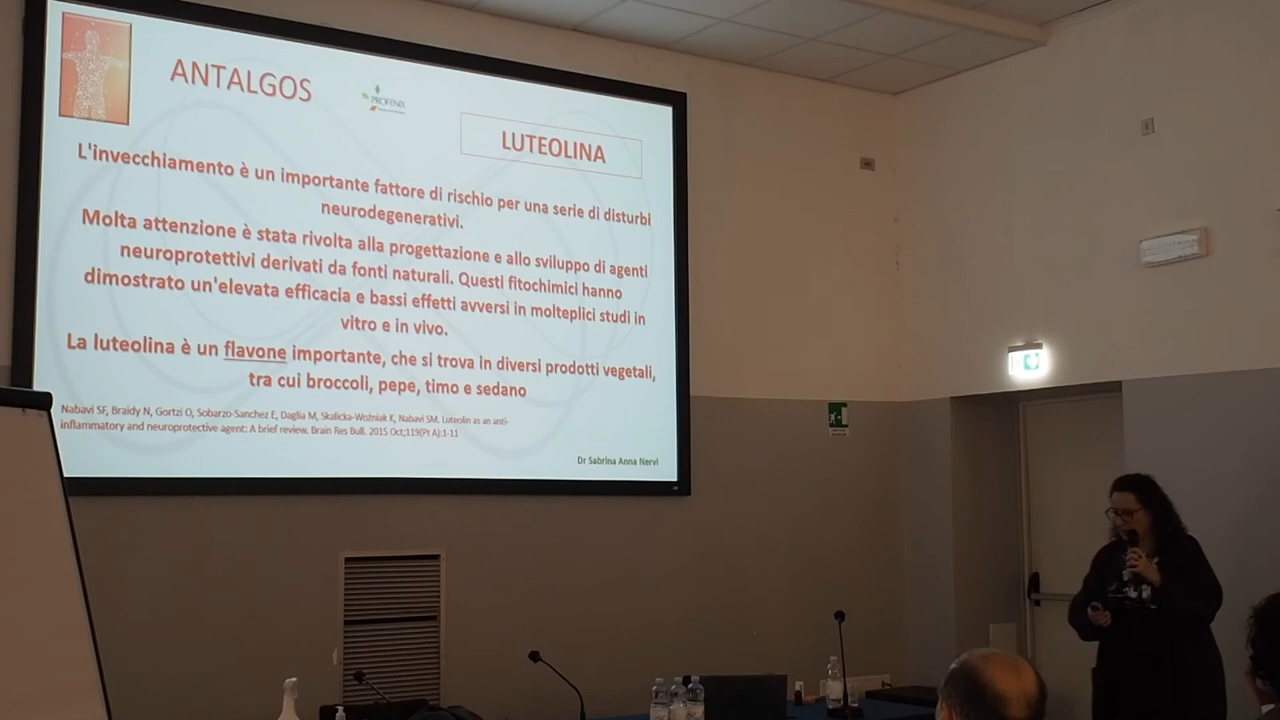 ANTALGOS
PROFENIX
LUTEOLINA
L'invecchiamento è un importante fattore di rischio per una serie di disturbi
neurodegenerativi.
Molta attenzione è stata rivolta alla progettazione e allo sviluppo di agenti
neuroprotettivi derivati da fonti naturali. Questi fitochimici hanno
dimostrato un'elevata efficacia e bassi effetti avversi in molteplici studi in
vitro e in vivo.
La luteolina è un flavone importante, che si trova in diversi prodotti vegetali,
tra cui broccoli, pepe, timo e sedano
Nabavi SF, Braidy N, Gortzi O, Sobarzo-Sanchez E, Daglia M, Skalicka-Woźniak K, Nabavi SM. Luteolin as an anti-
inflammatory and neuroprotective agent: A brief review. Brain Res Bull. 2015 Oct;119(Pt A):1-11
Dr Sabrina Anna Nervi